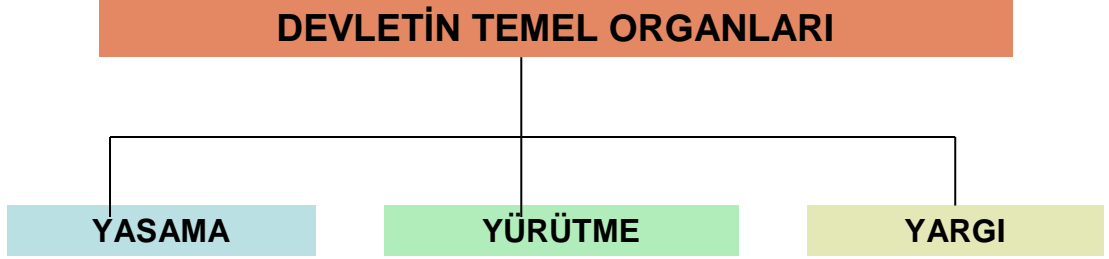 DEVLETİN TEMEL ORGANLARI
YASAMA
YÜRÜTME
YARGI